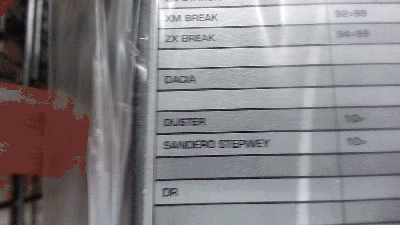 XM BREAK 92>99
ZX BREAK 94>99
DACIA
DUSTER 10>
SANDERO STEPWEY 10>
DR